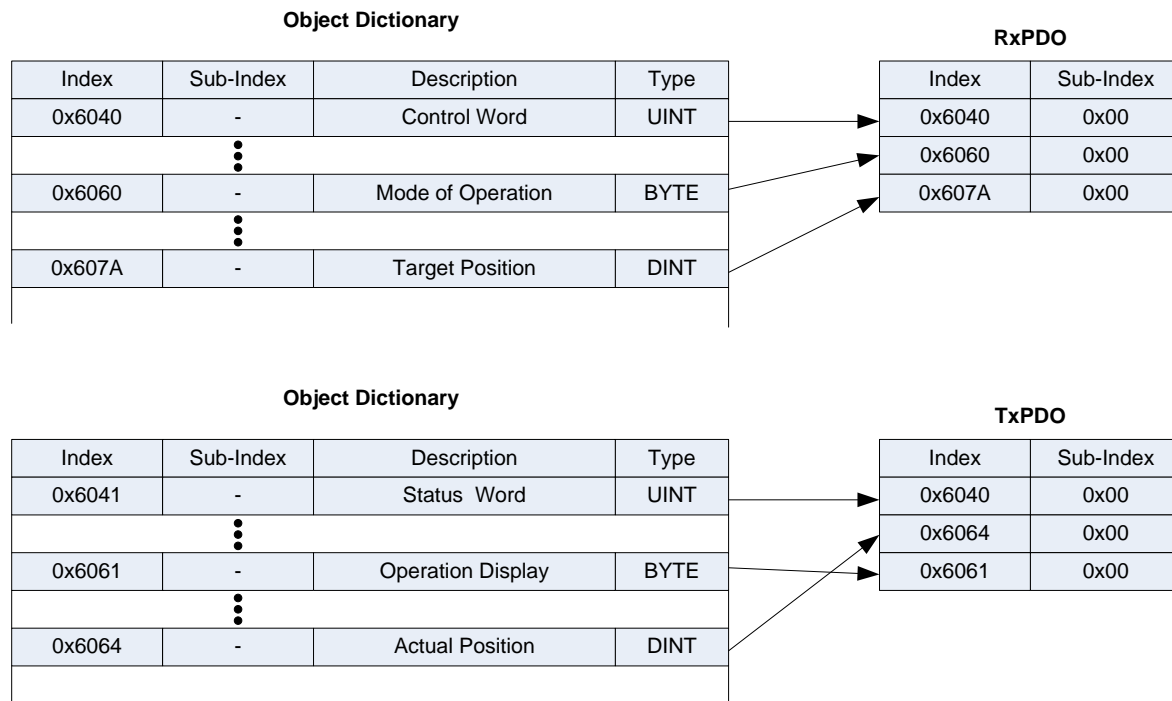 Object Dictionary
RxPDO
Index Sub-Index Description Type
0x6040 - Control Word UINT
0x6060 - Mode of Operation BYTE
0x607A - Target Position DINT
Index Sub-Index
0x6040 0x00
0x6060 0x00
0x607A 0x00
Object Dictionary
TxPDO
Index Sub-Index Description Type
0x6041 - Status Word UINT
0x6061 - Operation Display BYTE
0x6064 - Actual Position DINT
Index Sub-Index
0x6040 0x00
0x6064 0x00
0x6061 0x00